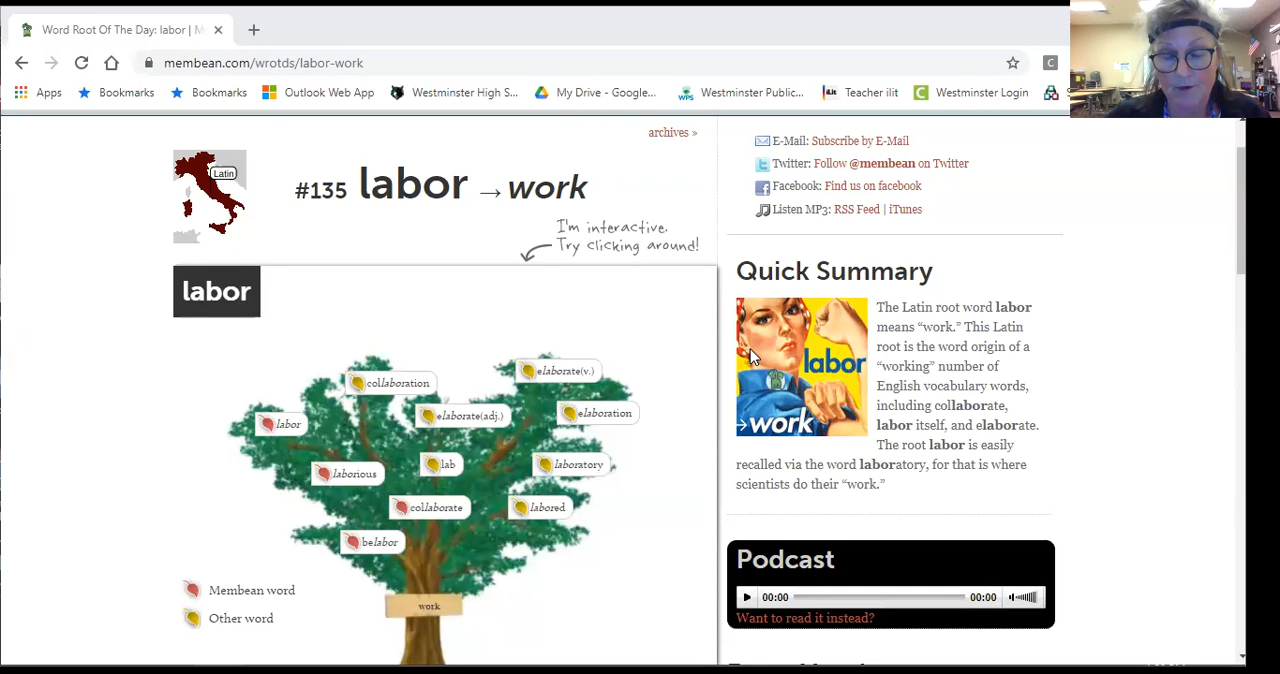 Word Root Of The Day: labor | M
membean.com/wrotds/labor-work
C
Apps
Bookmarks
Bookmarks
Outlook Web App
Westminster High S...
My Drive - Google...
WPS
Westminster Public...
iLit
Teacher ilit
C
Westminster Login
archives »
Latin
#135 labor → work
I'm interactive.
Try clicking around!
labor
collaboration
elaborate(v.)
labor
elaborate(adj.)
elaboration
laborious
lab
laboratory
collaborate
labored
belabor
work
Membean word
Other word
E-Mail: Subscribe by E-Mail
Twitter: Follow @membean on Twitter
Facebook: Find us on facebook
Listen MP3: RSS Feed | iTunes
Quick Summary
labor
→work
The Latin root word labor
means “work.” This Latin
root is the word origin of a
“working” number of
English vocabulary words,
including collaborate,
labor itself, and elaborate.
The root labor is easily
recalled via the word laboratory, for that is where
scientists do their “work.”
Podcast
00:00
00:00
Want to read it instead?